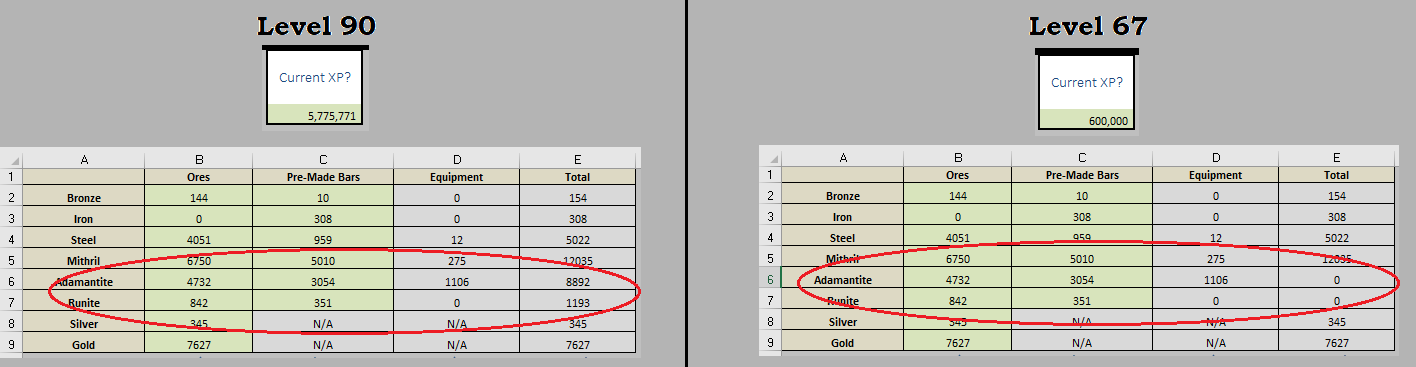 Level 90
Current XP?
5,775,771
A B C D E
1 Ores Pre-Made Bars Equipment Total
2 Bronze 144 10 0 154
3 Iron 0 308 0 308
4 Steel 4051 959 12 5022
5 Mithril 6750 5010 275 12035
6 Adamantite 4732 3054 1106 8892
7 Runite 842 351 0 1193
8 Silver 345 N/A N/A 345
9 Gold 7627 N/A N/A 7627
Level 67
Current XP?
600,000
A B C D E
1 Ores Pre-Made Bars Equipment Total
2 Bronze 144 10 0 154
3 Iron 0 308 0 308
4 Steel 4051 959 12 5022
5 Mithril 6750 5010 275 12035
6 Adamantite 4732 3054 1106 0
7 Runite 842 351 0 0
8 Silver 345 N/A N/A 345
9 Gold 7627 N/A N/A 7627